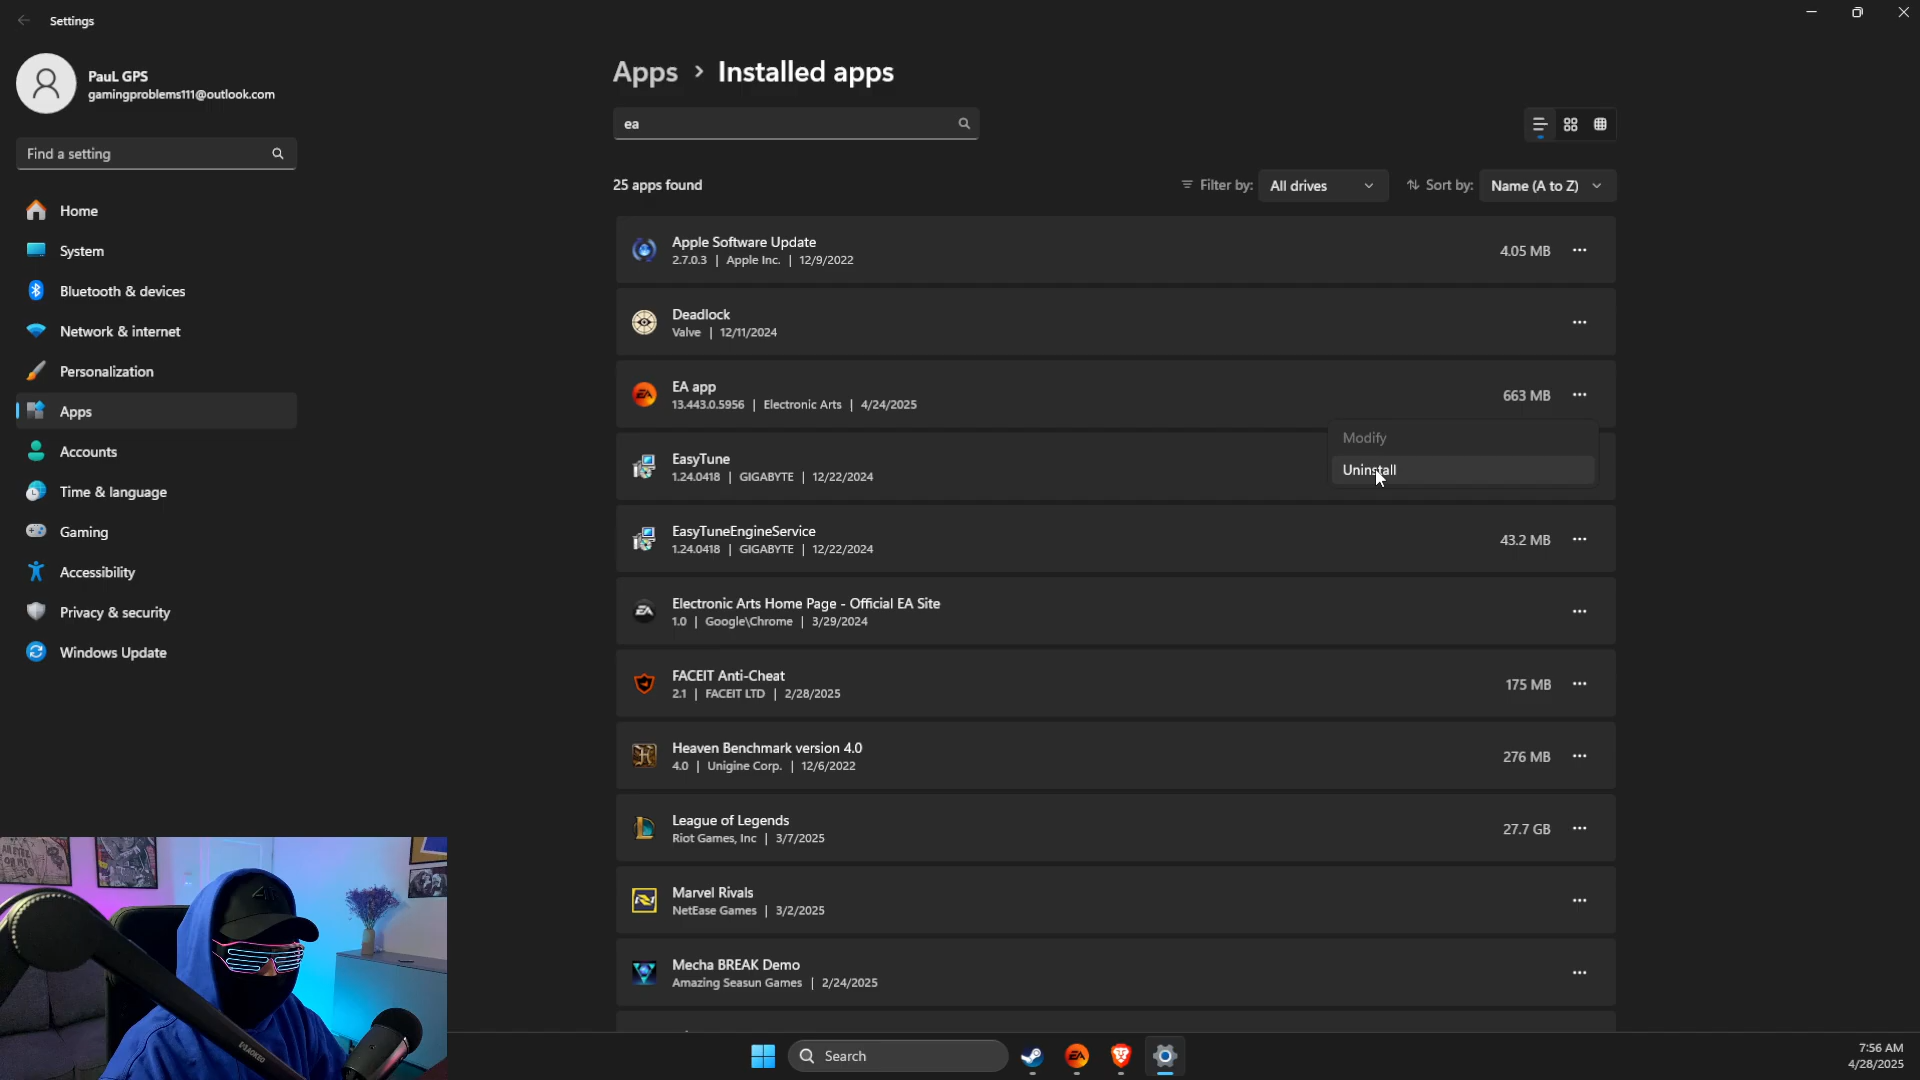 Settings
PauL GPS
gamingproblems111@outlook.com
Find a setting
Home
System
Bluetooth & devices
Network & internet
Personalization
Apps
Accounts
Time & language
Gaming
Accessibility
Privacy & security
Windows Update
Apps > Installed apps
ea
25 apps found
Filter by: All drives
Sort by: Name (A to Z)
Apple Software Update
2.7.0.3 | Apple Inc. | 12/9/2022
4.05 MB
Deadlock
Valve | 12/11/2024
EA app
13.443.0.5956 | Electronic Arts | 4/24/2025
663 MB
Modify
Uninstall
EasyTune
1.24.0418 | GIGABYTE | 12/22/2024
EasyTuneEngineService
1.24.0418 | GIGABYTE | 12/22/2024
43.2 MB
Electronic Arts Home Page - Official EA Site
1.0 | Google\Chrome | 3/29/2024
FACEIT Anti-Cheat
2.1 | FACEIT LTD | 2/28/2025
175 MB
Heaven Benchmark version 4.0
4.0 | Unigine Corp. | 12/6/2022
276 MB
League of Legends
Riot Games, Inc | 3/7/2025
27.7 GB
Marvel Rivals
NetEase Games | 3/2/2025
Mecha BREAK Demo
Amazing Seasun Games | 2/24/2025
Search
7:56 AM
4/28/2025